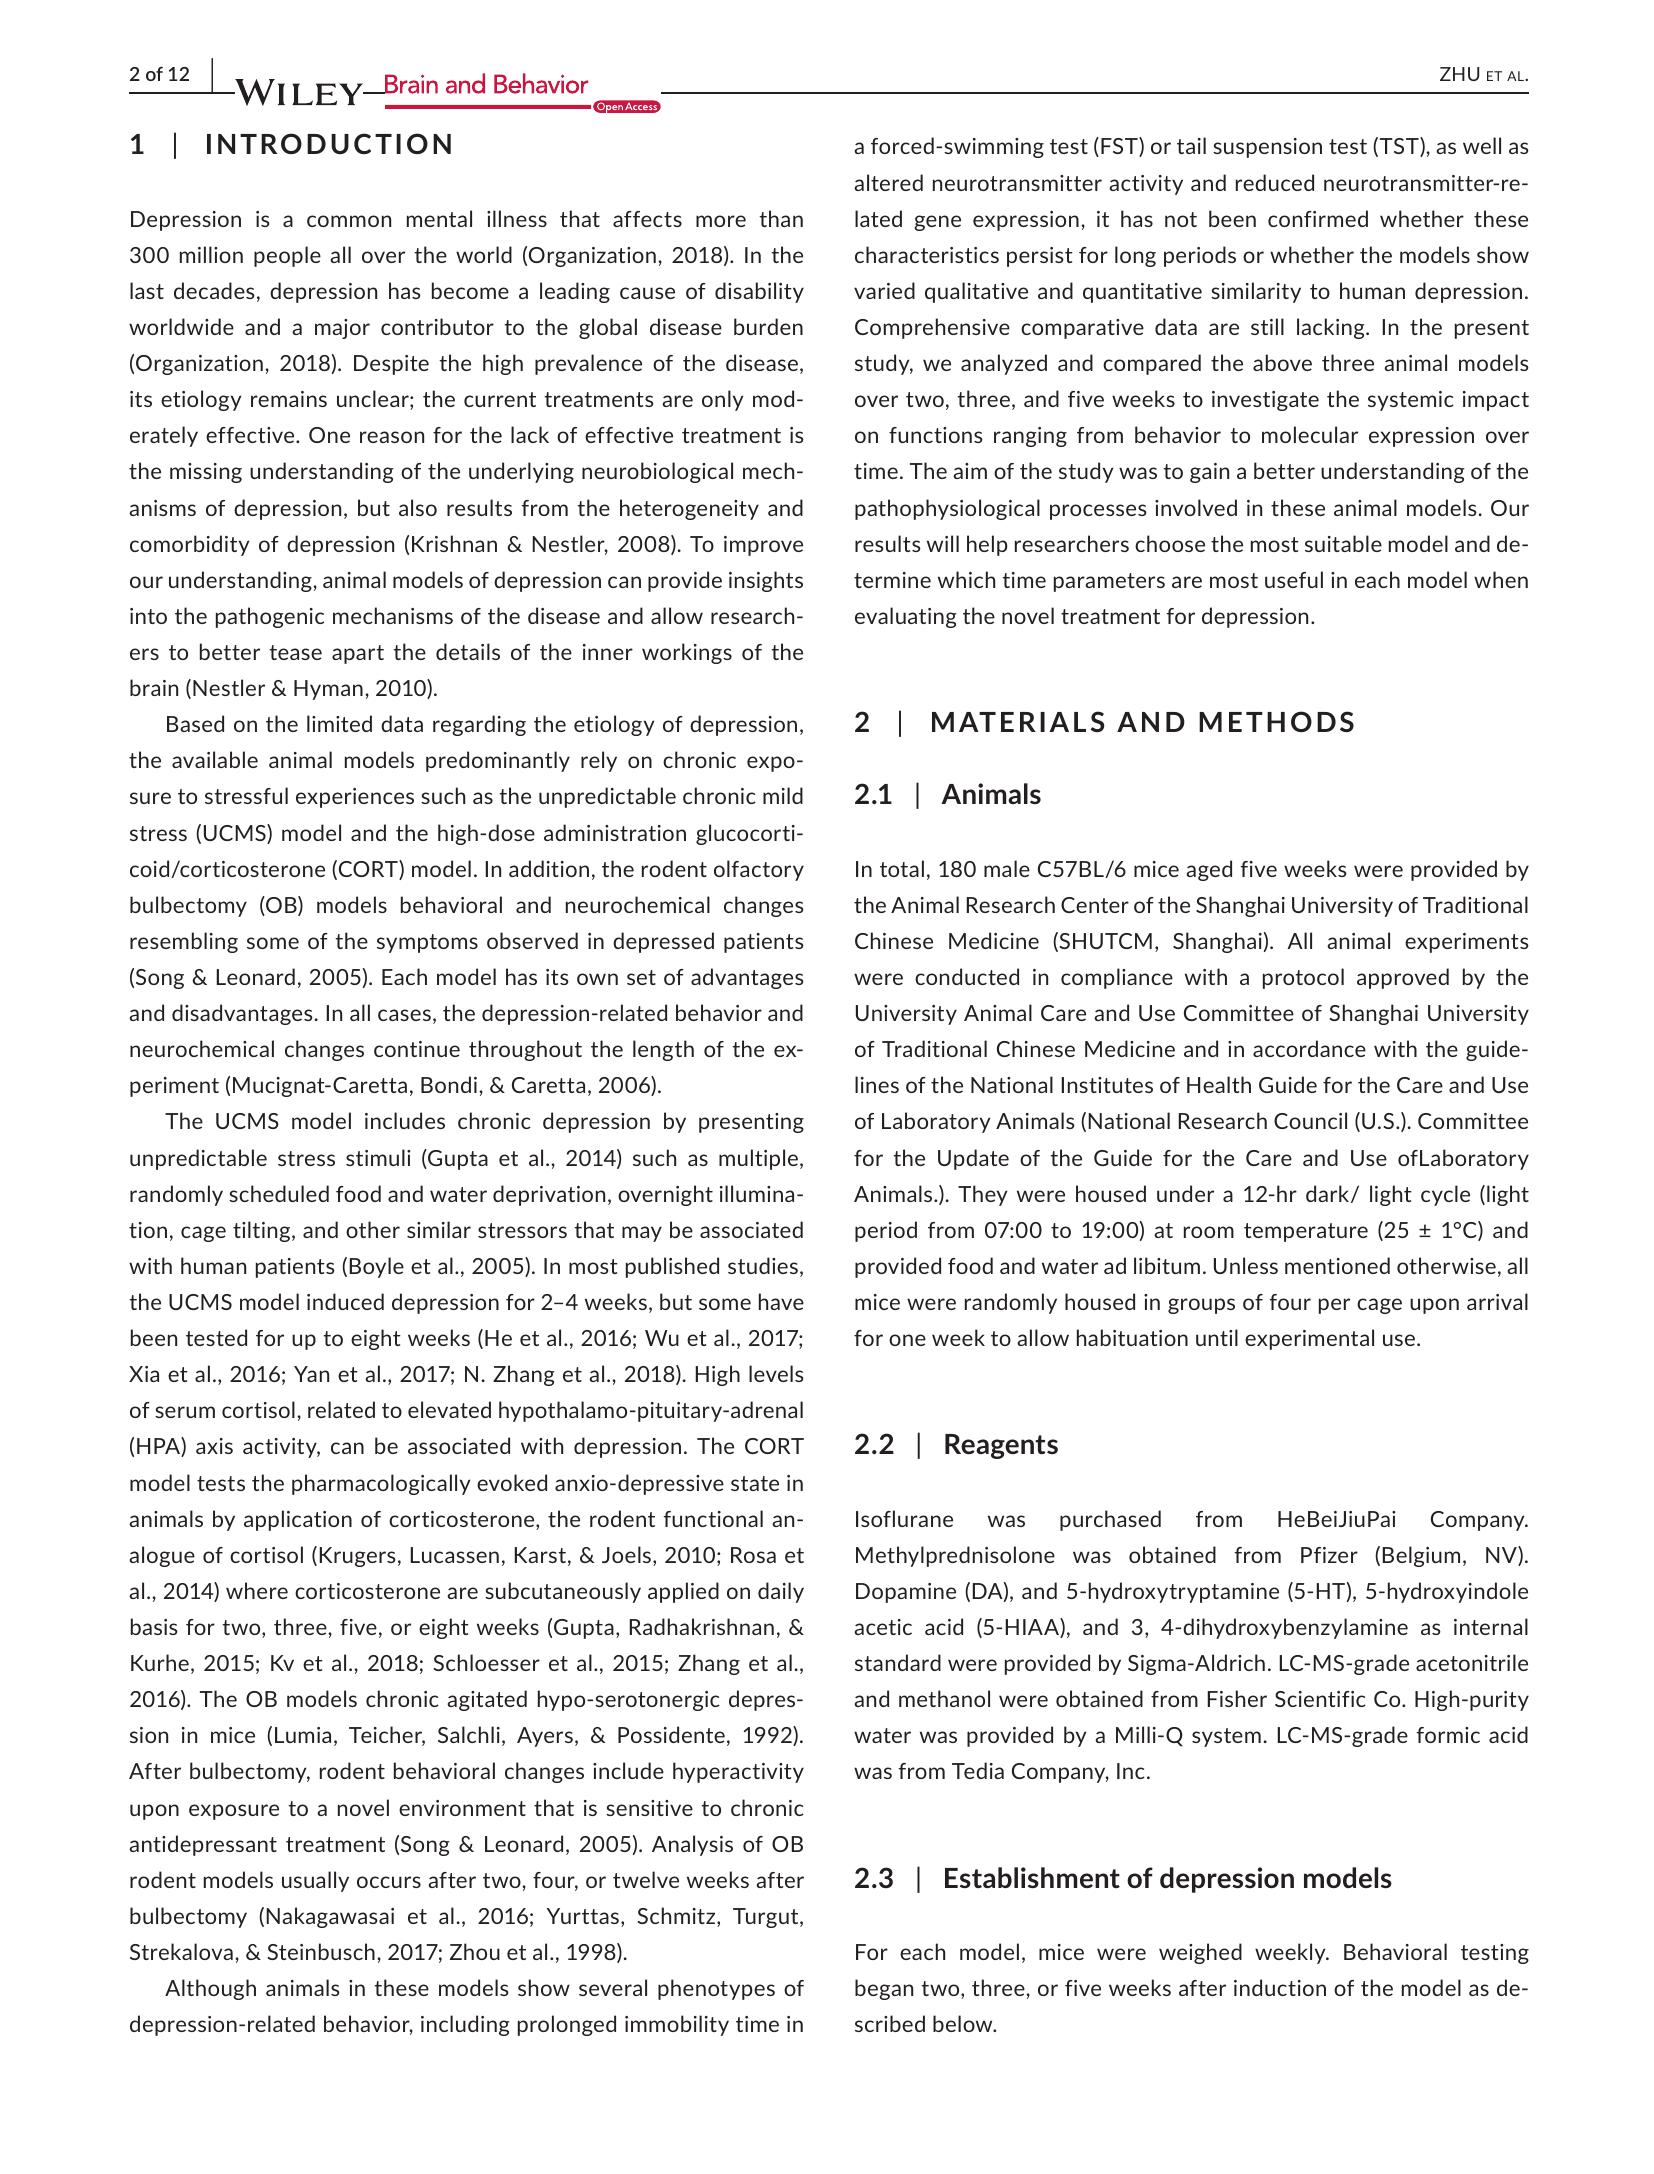 2 of 12
WILEY Brain and Behavior
Open Access
ZHU ET AL.
1 | INTRODUCTION
Depression is a common mental illness that affects more than
300 million people all over the world (Organization, 2018). In the
last decades, depression has become a leading cause of disability
worldwide and a major contributor to the global disease burden
(Organization, 2018). Despite the high prevalence of the disease,
its etiology remains unclear; the current treatments are only mod-
erately effective. One reason for the lack of effective treatment is
the missing understanding of the underlying neurobiological mech-
anisms of depression, but also results from the heterogeneity and
comorbidity of depression (Krishnan & Nestler, 2008). To improve
our understanding, animal models of depression can provide insights
into the pathogenic mechanisms of the disease and allow research-
ers to better tease apart the details of the inner workings of the
brain (Nestler & Hyman, 2010).
Based on the limited data regarding the etiology of depression,
the available animal models predominantly rely on chronic expo-
sure to stressful experiences such as the unpredictable chronic mild
stress (UCMS) model and the high-dose administration glucocorti-
coid/corticosterone (CORT) model. In addition, the rodent olfactory
bulbectomy (OB) models behavioral and neurochemical changes
resembling some of the symptoms observed in depressed patients
(Song & Leonard, 2005). Each model has its own set of advantages
and disadvantages. In all cases, the depression-related behavior and
neurochemical changes continue throughout the length of the ex-
periment (Mucignat-Caretta, Bondi, & Caretta, 2006).
The UCMS model includes chronic depression by presenting
unpredictable stress stimuli (Gupta et al., 2014) such as multiple,
randomly scheduled food and water deprivation, overnight illumina-
tion, cage tilting, and other similar stressors that may be associated
with human patients (Boyle et al., 2005). In most published studies,
the UCMS model induced depression for 2–4 weeks, but some have
been tested for up to eight weeks (He et al., 2016; Wu et al., 2017;
Xia et al., 2016; Yan et al., 2017; N. Zhang et al., 2018). High levels
of serum cortisol, related to elevated hypothalamo-pituitary-adrenal
(HPA) axis activity, can be associated with depression. The CORT
model tests the pharmacologically evoked anxio-depressive state in
animals by application of corticosterone, the rodent functional an-
alogue of cortisol (Krugers, Lucassen, Karst, & Joels, 2010; Rosa et
al., 2014) where corticosterone are subcutaneously applied on daily
basis for two, three, five, or eight weeks (Gupta, Radhakrishnan, &
Kurhe, 2015; Kv et al., 2018; Schloesser et al., 2015; Zhang et al.,
2016). The OB models chronic agitated hypo-serotonergic depres-
sion in mice (Lumia, Teicher, Salchli, Ayers, & Possidente, 1992).
After bulbectomy, rodent behavioral changes include hyperactivity
upon exposure to a novel environment that is sensitive to chronic
antidepressant treatment (Song & Leonard, 2005). Analysis of OB
rodent models usually occurs after two, four, or twelve weeks after
bulbectomy (Nakagawasai et al., 2016; Yurttas, Schmitz, Turgut,
Strekalova, & Steinbusch, 2017; Zhou et al., 1998).
Although animals in these models show several phenotypes of
depression-related behavior, including prolonged immobility time in
a forced-swimming test (FST) or tail suspension test (TST), as well as
altered neurotransmitter activity and reduced neurotransmitter-re-
lated gene expression, it has not been confirmed whether these
characteristics persist for long periods or whether the models show
varied qualitative and quantitative similarity to human depression.
Comprehensive comparative data are still lacking. In the present
study, we analyzed and compared the above three animal models
over two, three, and five weeks to investigate the systemic impact
on functions ranging from behavior to molecular expression over
time. The aim of the study was to gain a better understanding of the
pathophysiological processes involved in these animal models. Our
results will help researchers choose the most suitable model and de-
termine which time parameters are most useful in each model when
evaluating the novel treatment for depression.
2 | MATERIALS AND METHODS
2.1 | Animals
In total, 180 male C57BL/6 mice aged five weeks were provided by
the Animal Research Center of the Shanghai University of Traditional
Chinese Medicine (SHUTCM, Shanghai). All animal experiments
were conducted in compliance with a protocol approved by the
University Animal Care and Use Committee of Shanghai University
of Traditional Chinese Medicine and in accordance with the guide-
lines of the National Institutes of Health Guide for the Care and Use
of Laboratory Animals (National Research Council (U.S.). Committee
for the Update of the Guide for the Care and Use ofLaboratory
Animals.). They were housed under a 12-hr dark/ light cycle (light
period from 07:00 to 19:00) at room temperature (25 ± 1°C) and
provided food and water ad libitum. Unless mentioned otherwise, all
mice were randomly housed in groups of four per cage upon arrival
for one week to allow habituation until experimental use.
2.2 | Reagents
Isoflurane was purchased from HeBeiJiuPai Company.
Methylprednisolone was obtained from Pfizer (Belgium, NV).
Dopamine (DA), and 5-hydroxytryptamine (5-HT), 5-hydroxyindole
acetic acid (5-HIAA), and 3, 4-dihydroxybenzylamine as internal
standard were provided by Sigma-Aldrich. LC-MS-grade acetonitrile
and methanol were obtained from Fisher Scientific Co. High-purity
water was provided by a Milli-Q system. LC-MS-grade formic acid
was from Tedia Company, Inc.
2.3 | Establishment of depression models
For each model, mice were weighed weekly. Behavioral testing
began two, three, or five weeks after induction of the model as de-
scribed below.